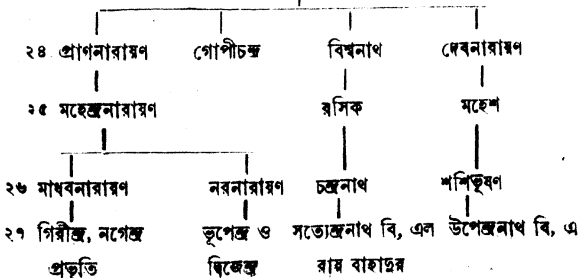 ২৪ প্রাণনারায়ণ গোপীচন্দ্র বিশ্বনাথ দেবনারায়ণ
২৫ মহেন্দ্রনারায়ণ রসিক মহেশ
২৬ মাধবনারায়ণ নরনারায়ণ চন্দ্রনাথ শশিভূষণ
২৭ গিরীন্দ্র, নগেন্দ্র ভূপেন্দ্র ও সত্যেন্দ্রনাথ বি, এল উপেন্দ্রনাথ বি, এ
প্রভৃতি দ্বিজেন্দ্র রায় বাহাদুর